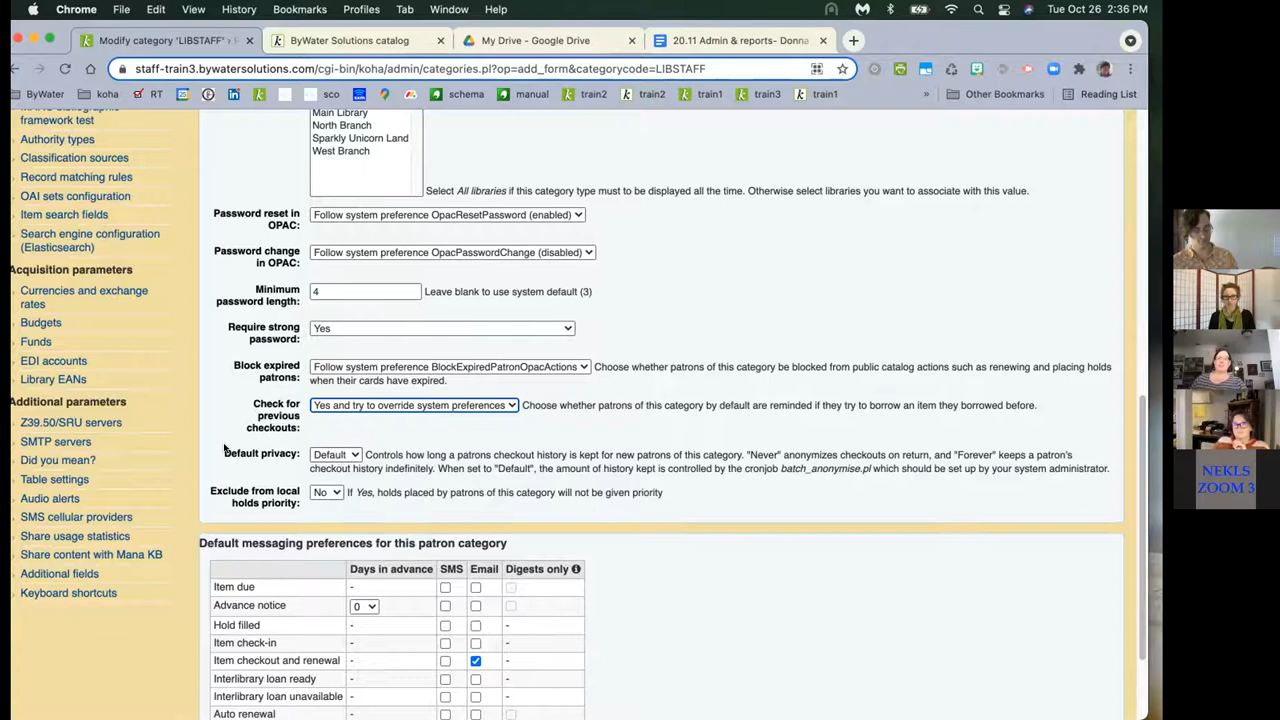 Chrome File Edit View History Bookmarks Profiles Tab Window Help Tue Oct 26 2:36 PM
Modify category 'LIBSTAFF' × ByWater Solutions catalog × My Drive - Google Drive × 20.11 Admin & reports- Donna ×
staff-train3.bywatersolutions.com/cgi-bin/koha/admin/categories.pl?op=add_form&categorycode=LIBSTAFF
ByWater koha RT sco schema manual train2 train2 train1 train3 train1 » Other Bookmarks Reading List
framework test
Authority types
Classification sources
Record matching rules
OAI sets configuration
Item search fields
Search engine configuration
(Elasticsearch)
Acquisition parameters
Currencies and exchange
rates
Budgets
Funds
EDI accounts
Library EANs
Additional parameters
Z39.50/SRU servers
SMTP servers
Did you mean?
Table settings
Audio alerts
SMS cellular providers
Share usage statistics
Share content with Mana KB
Additional fields
Keyboard shortcuts
Main Library
North Branch
Sparkly Unicorn Land
West Branch
Select All libraries if this category type must to be displayed all the time. Otherwise select libraries you want to associate with this value.
Password reset in
OPAC:
Follow system preference OpacResetPassword (enabled)
Password change
in OPAC:
Follow system preference OpacPasswordChange (disabled)
Minimum
password length:
4 Leave blank to use system default (3)
Require strong
password:
Yes
Block expired
patrons:
Follow system preference BlockExpiredPatronOpacActions Choose whether patrons of this category be blocked from public catalog actions such as renewing and placing holds
when their cards have expired.
Check for
previous
checkouts:
Yes and try to override system preferences Choose whether patrons of this category by default are reminded if they try to borrow an item they borrowed before.
Default privacy:
Default Controls how long a patrons checkout history is kept for new patrons of this category. "Never" anonymizes checkouts on return, and "Forever" keeps a patron's
checkout history indefinitely. When set to "Default", the amount of history kept is controlled by the cronjob batch_anonymise.pl which should be set up by your system administrator.
Exclude from local
holds priority:
No If Yes, holds placed by patrons of this category will not be given priority
Default messaging preferences for this patron category
Days in advance SMS Email Digests only
Item due -
Advance notice 0
Hold filled - -
Item check-in - -
Item checkout and renewal - -
Interlibrary loan ready - -
Interlibrary loan unavailable - -
Auto renewal -
NEKLS
ZOOM 3